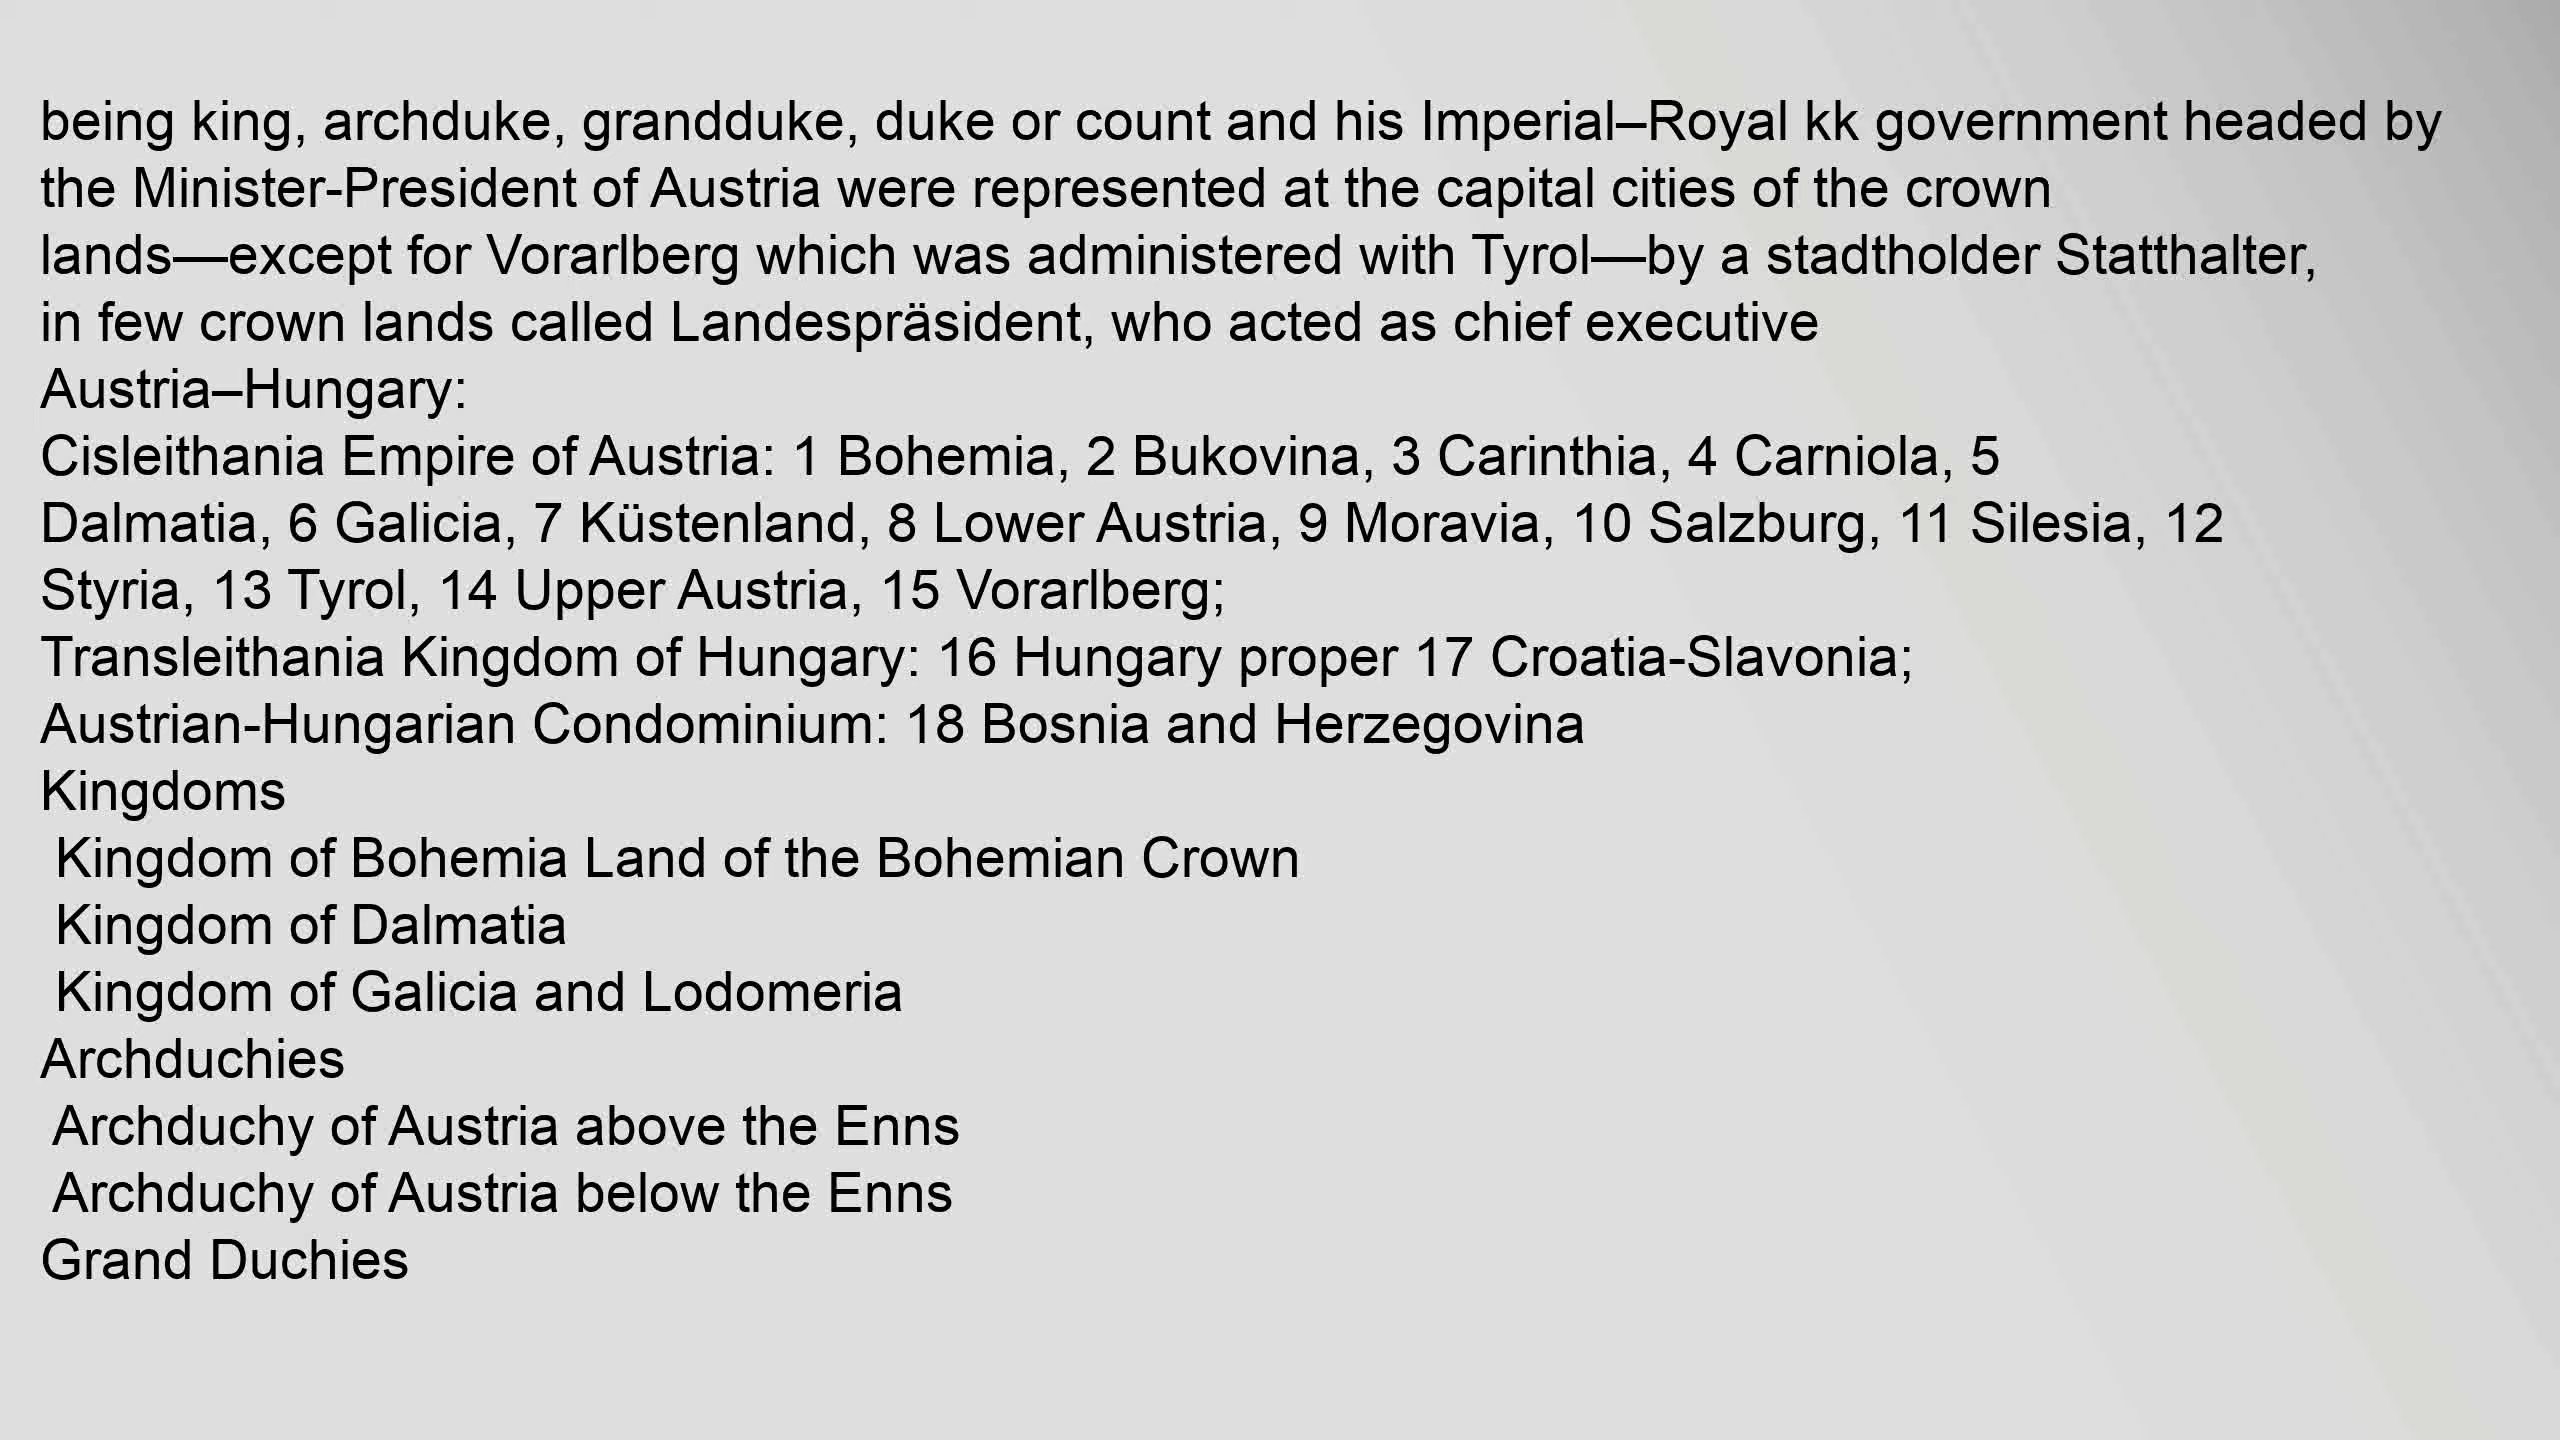 being king, archduke, grandduke, duke or count and his Imperial–Royal kk government headed by
the Minister-President of Austria were represented at the capital cities of the crown
lands—except for Vorarlberg which was administered with Tyrol—by a stadtholder Statthalter,
in few crown lands called Landespräsident, who acted as chief executive
Austria–Hungary:
Cisleithania Empire of Austria: 1 Bohemia, 2 Bukovina, 3 Carinthia, 4 Carniola, 5
Dalmatia, 6 Galicia, 7 Küstenland, 8 Lower Austria, 9 Moravia, 10 Salzburg, 11 Silesia, 12
Styria, 13 Tyrol, 14 Upper Austria, 15 Vorarlberg;
Transleithania Kingdom of Hungary: 16 Hungary proper 17 Croatia-Slavonia;
Austrian-Hungarian Condominium: 18 Bosnia and Herzegovina
Kingdoms
Kingdom of Bohemia Land of the Bohemian Crown
Kingdom of Dalmatia
Kingdom of Galicia and Lodomeria
Archduchies
Archduchy of Austria above the Enns
Archduchy of Austria below the Enns
Grand Duchies